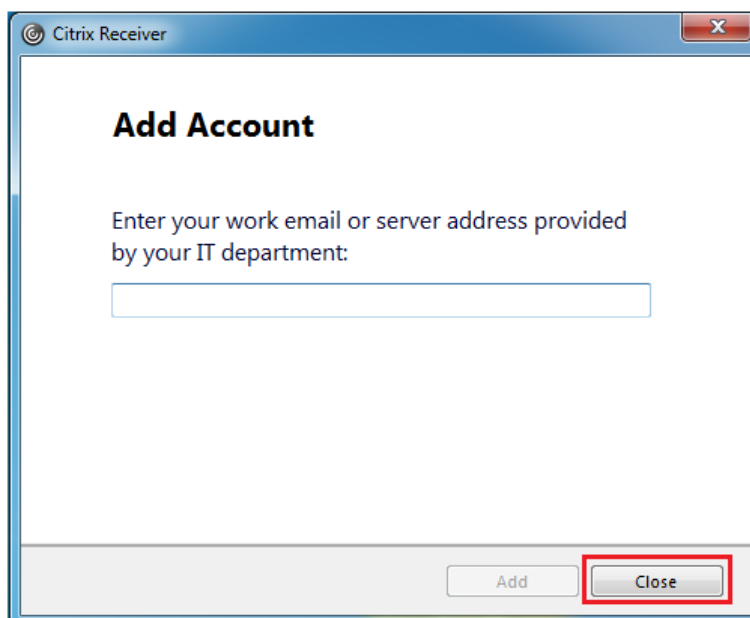 Citrix Receiver
Add Account
Enter your work email or server address provided
by your IT department:
Add
Close